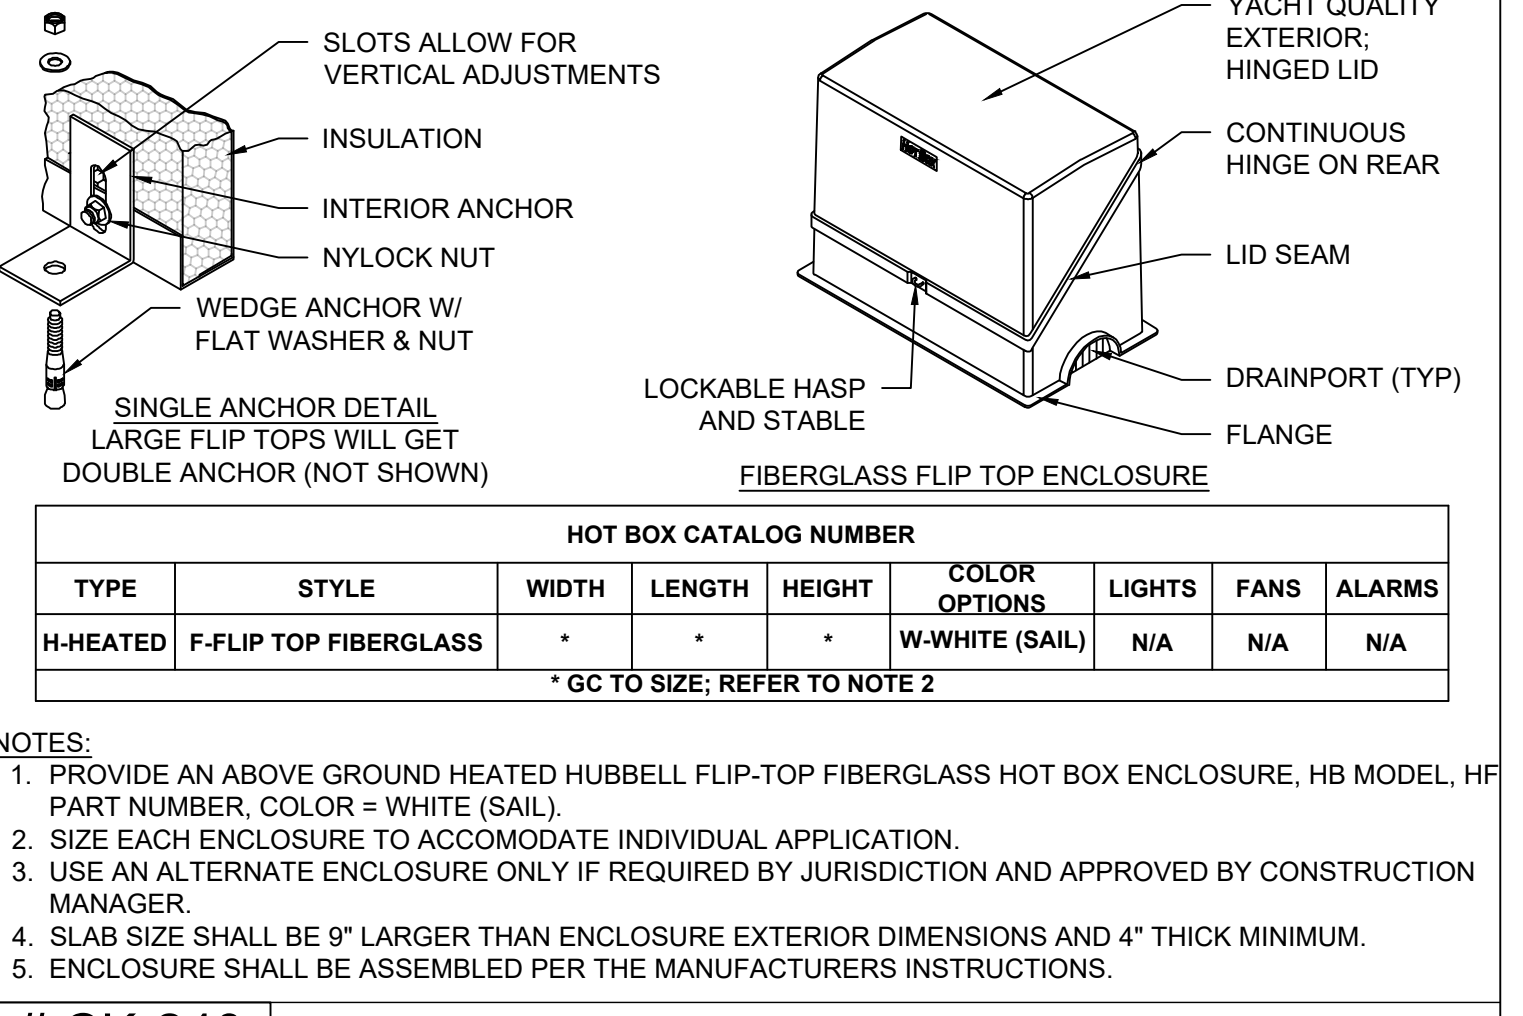 SLOTS ALLOW FOR
VERTICAL ADJUSTMENTS
INSULATION
INTERIOR ANCHOR
NYLOCK NUT
WEDGE ANCHOR W/
FLAT WASHER & NUT
SINGLE ANCHOR DETAIL
LARGE FLIP TOPS WILL GET
DOUBLE ANCHOR (NOT SHOWN)
YACHT QUALITY
EXTERIOR;
HINGED LID
CONTINUOUS
HINGE ON REAR
LID SEAM
DRAINPORT (TYP)
FLANGE
LOCKABLE HASP
AND STABLE
FIBERGLASS FLIP TOP ENCLOSURE
HOT BOX CATALOG NUMBER
TYPE STYLE WIDTH LENGTH HEIGHT COLOR OPTIONS LIGHTS FANS ALARMS
H-HEATED F-FLIP TOP FIBERGLASS * * * W-WHITE (SAIL) N/A N/A N/A
* GC TO SIZE; REFER TO NOTE 2
NOTES:
1. PROVIDE AN ABOVE GROUND HEATED HUBBELL FLIP-TOP FIBERGLASS HOT BOX ENCLOSURE, HB MODEL, HF
PART NUMBER, COLOR = WHITE (SAIL).
2. SIZE EACH ENCLOSURE TO ACCOMODATE INDIVIDUAL APPLICATION.
3. USE AN ALTERNATE ENCLOSURE ONLY IF REQUIRED BY JURISDICTION AND APPROVED BY CONSTRUCTION
MANAGER.
4. SLAB SIZE SHALL BE 9" LARGER THAN ENCLOSURE EXTERIOR DIMENSIONS AND 4" THICK MINIMUM.
5. ENCLOSURE SHALL BE ASSEMBLED PER THE MANUFACTURERS INSTRUCTIONS.